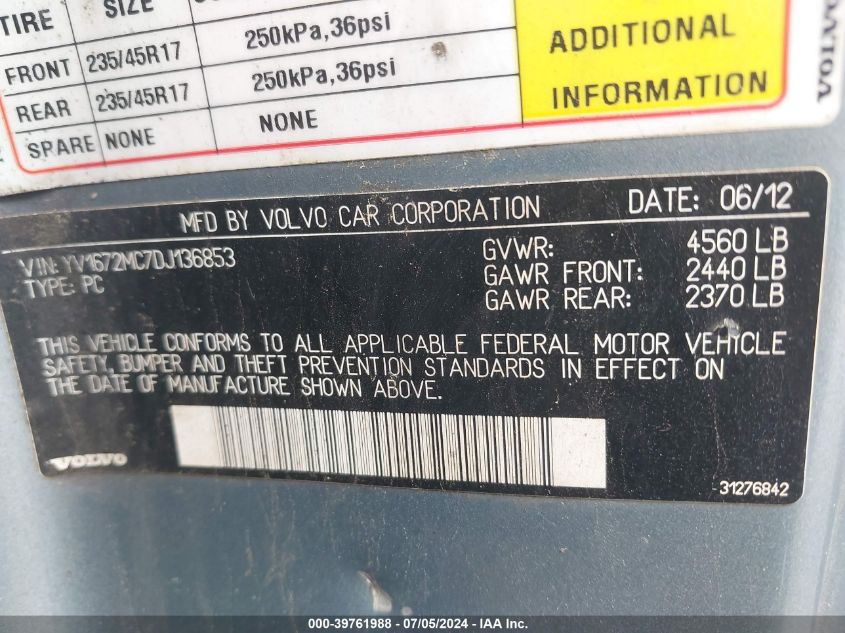 TIRE SIZE
FRONT 235/45R17 250kPa,36psi
REAR 235/45R17 250kPa,36psi
SPARE NONE NONE
ADDITIONAL
INFORMATION
VOLVO
MFD BY VOLVO CAR CORPORATION DATE: 06/12
VIN: YV1672MC7DJ136853 GVWR: 4560 LB
TYPE: PC GAWR FRONT: 2440 LB
GAWR REAR: 2370 LB
THIS VEHICLE CONFORMS TO ALL APPLICABLE FEDERAL MOTOR VEHICLE
SAFETY, BUMPER AND THEFT PREVENTION STANDARDS IN EFFECT ON
THE DATE OF MANUFACTURE SHOWN ABOVE.
VOLVO
31276842
000-39761988 - 07/05/2024 - IAA Inc.